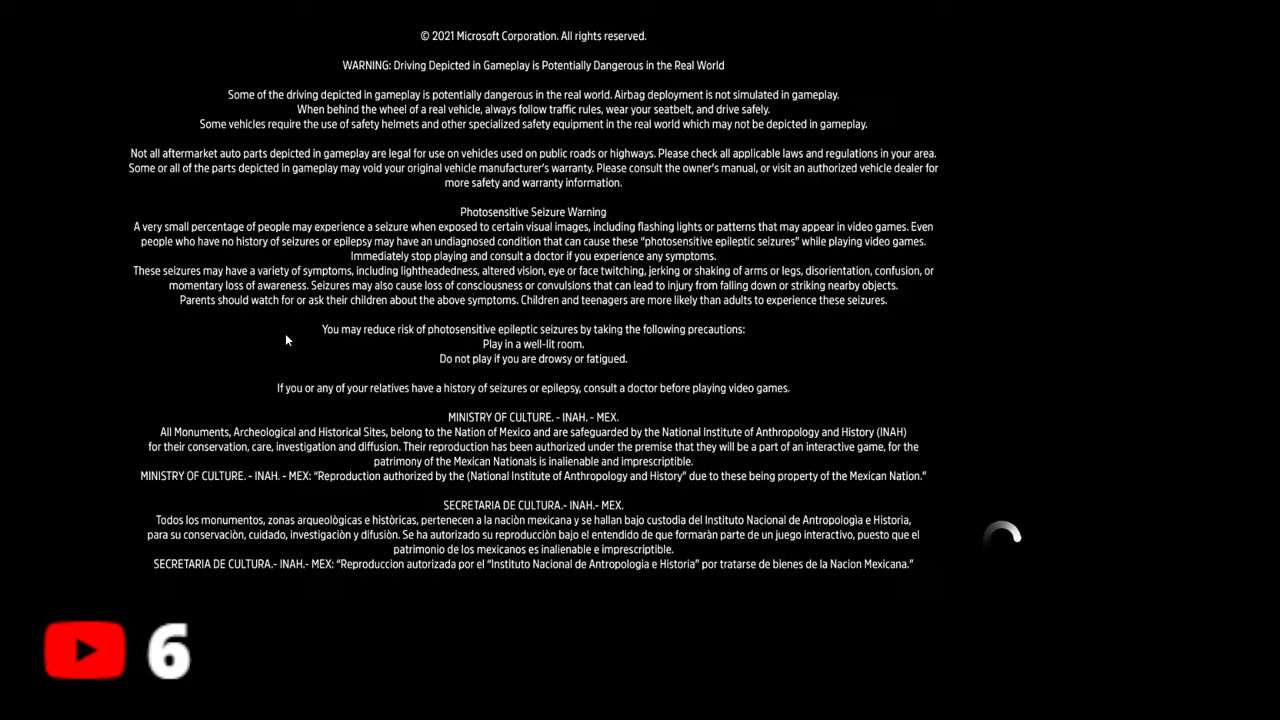 © 2021 Microsoft Corporation. All rights reserved.
WARNING: Driving Depicted in Gameplay is Potentially Dangerous in the Real World
Some of the driving depicted in gameplay is potentially dangerous in the real world. Airbag deployment is not simulated in gameplay.
When behind the wheel of a real vehicle, always follow traffic rules, wear your seatbelt, and drive safely.
Some vehicles require the use of safety helmets and other specialized safety equipment in the real world which may not be depicted in gameplay.
Not all aftermarket auto parts depicted in gameplay are legal for use on vehicles used on public roads or highways. Please check all applicable laws and regulations in your area.
Some or all of the parts depicted in gameplay may void your original vehicle manufacturer's warranty. Please consult the owner's manual, or visit an authorized vehicle dealer for
more safety and warranty information.
Photosensitive Seizure Warning
A very small percentage of people may experience a seizure when exposed to certain visual images, including flashing lights or patterns that may appear in video games. Even
people who have no history of seizures or epilepsy may have an undiagnosed condition that can cause these “photosensitive epileptic seizures” while playing video games.
Immediately stop playing and consult a doctor if you experience any symptoms.
These seizures may have a variety of symptoms, including lightheadedness, altered vision, eye or face twitching, jerking or shaking of arms or legs, disorientation, confusion, or
momentary loss of awareness. Seizures may also cause loss of consciousness or convulsions that can lead to injury from falling down or striking nearby objects.
Parents should watch for or ask their children about the above symptoms. Children and teenagers are more likely than adults to experience these seizures.
You may reduce risk of photosensitive epileptic seizures by taking the following precautions:
Play in a well-lit room.
Do not play if you are drowsy or fatigued.
If you or any of your relatives have a history of seizures or epilepsy, consult a doctor before playing video games.
MINISTRY OF CULTURE. - INAH. - MEX.
All Monuments, Archeological and Historical Sites, belong to the Nation of Mexico and are safeguarded by the National Institute of Anthropology and History (INAH)
for their conservation, care, investigation and diffusion. Their reproduction has been authorized under the premise that they will be a part of an interactive game, for the
patrimony of the Mexican Nationals is inalienable and imprescriptible.
MINISTRY OF CULTURE. - INAH. - MEX: “Reproduction authorized by the (National Institute of Anthropology and History” due to these being property of the Mexican Nation.”
SECRETARIA DE CULTURA.- INAH.- MEX.
Todos los monumentos, zonas arqueològicas e històricas, pertenecen a la naciòn mexicana y se hallan bajo custodia del Instituto Nacional de Antropologìa e Historia,
para su conservaciòn, cuidado, investigaciòn y difusiòn. Se ha autorizado su reproducciòn bajo el entendido de que formaràn parte de un juego interactivo, puesto que el
patrimonio de los mexicanos es inalienable e imprescriptible.
SECRETARIA DE CULTURA.- INAH.- MEX: “Reproduccion autorizada por el “Instituto Nacional de Antropologia e Historia” por tratarse de bienes de la Nacion Mexicana.”
6